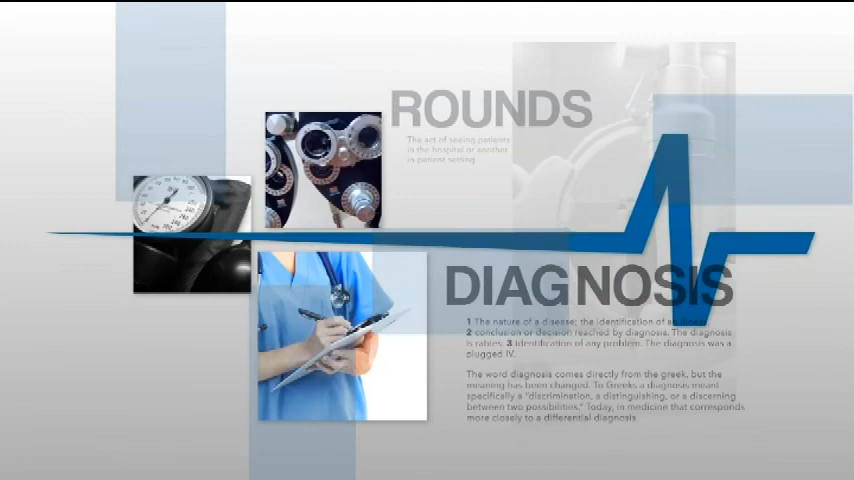 ROUNDS
The act of seeing patients
in the hospital or another
in patient setting
DIAGNOSIS
1 The nature of a disease; the identification of an illness.
2 conclusion or decision reached by diagnosis. The diagnosis
is rabies. 3 Identification of any problem. The diagnosis was a
plugged IV.
The word diagnosis comes directly from the greek, but the
meaning has been changed. To Greeks a diagnosis meant
specifically a "discrimination, a distinguishing, or a discerning
between two possibilities." Today, in medicine that corresponds
more closely to a differential diagnosis